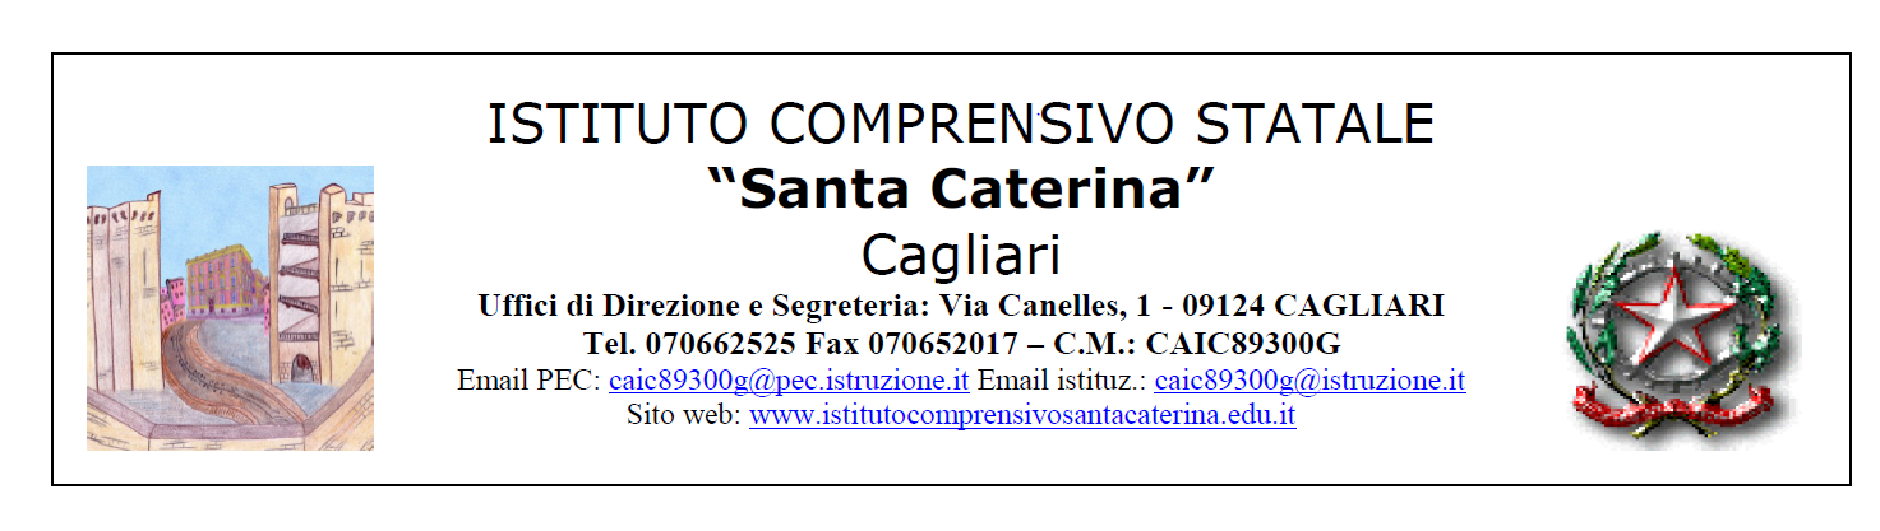 ISTITUTO COMPRENSIVO STATALE
“Santa Caterina”
Cagliari
Uffici di Direzione e Segreteria: Via Canelles, 1 - 09124 CAGLIARI
Tel. 070662525 Fax 070652017 – C.M.: CAIC89300G
Email PEC: caic89300g@pec.istruzione.it Email istituz.: caic89300g@istruzione.it
Sito web: www.istitutocomprensivosantacaterina.edu.it